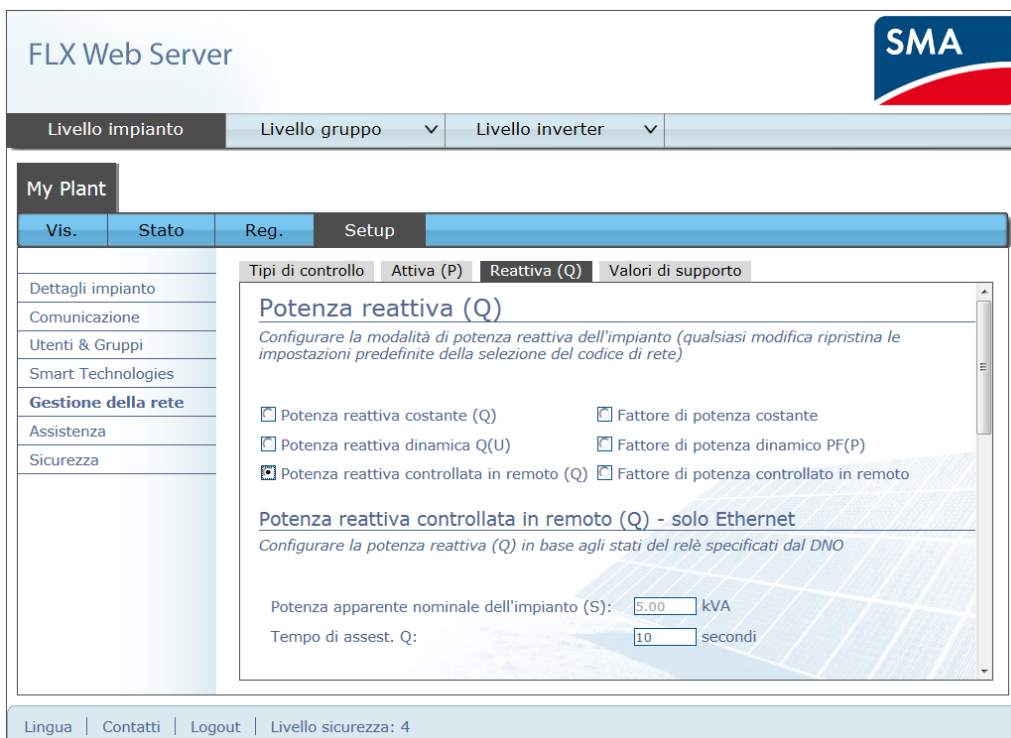 FLX Web Server
SMA
Livello impianto
Livello gruppo
Livello inverter
My Plant
Vis.
Stato
Reg.
Setup
Dettagli impianto
Comunicazione
Utenti & Gruppi
Smart Technologies
Gestione della rete
Assistenza
Sicurezza
Tipi di controllo
Attiva (P)
Reattiva (Q)
Valori di supporto
Potenza reattiva (Q)
Configurare la modalità di potenza reattiva dell'impianto (qualsiasi modifica ripristina le
impostazioni predefinite della selezione del codice di rete)
Potenza reattiva costante (Q)
Fattore di potenza costante
Potenza reattiva dinamica Q(U)
Fattore di potenza dinamico PF(P)
Potenza reattiva controllata in remoto (Q)
Fattore di potenza controllato in remoto
Potenza reattiva controllata in remoto (Q) - solo Ethernet
Configurare la potenza reattiva (Q) in base agli stati del relè specificati dal DNO
Potenza apparente nominale dell'impianto (S): 5.00 kVA
Tempo di assest. Q: 10 secondi
Lingua | Contatti | Logout | Livello sicurezza: 4